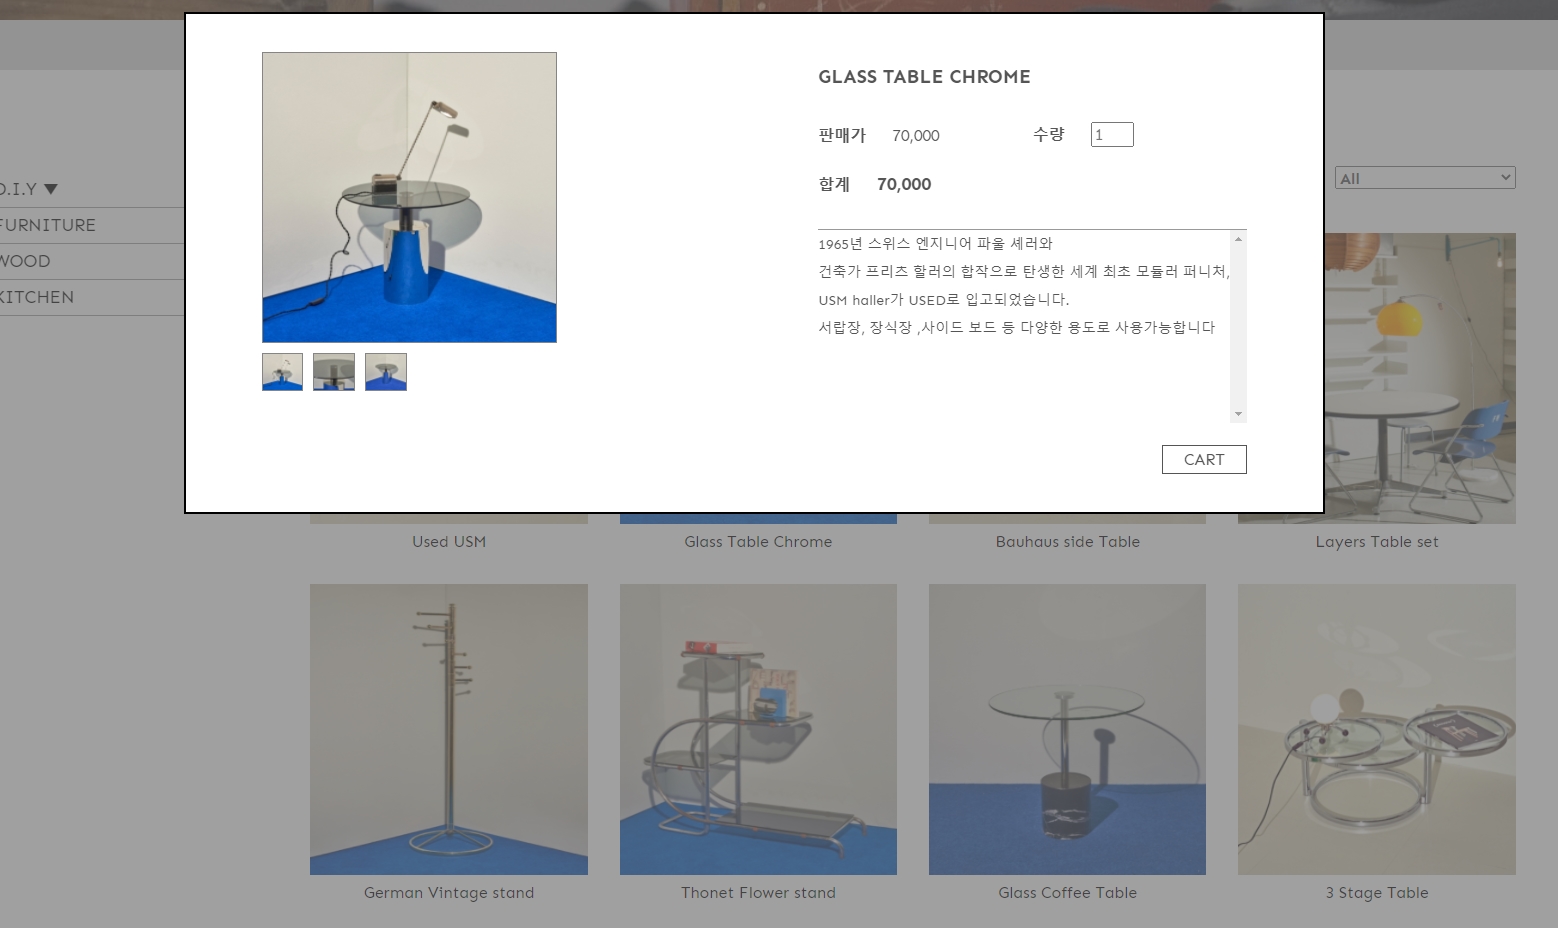 GLASS TABLE CHROME
판매가 70,000 수량 1
합계 70,000
1965년 스위스 엔지니어 파울 셰러와
건축가 프리츠 할러의 합작으로 탄생한 세계 최초 모듈러 퍼니처,
USM haller가 USED로 입고되었습니다.
서랍장, 장식장 ,사이드 보드 등 다양한 용도로 사용가능합니다
CART
D.I.Y ▼
FURNITURE
WOOD
KITCHEN
All
Used USM
Glass Table Chrome
Bauhaus side Table
Layers Table set
German Vintage stand
Thonet Flower stand
Glass Coffee Table
3 Stage Table